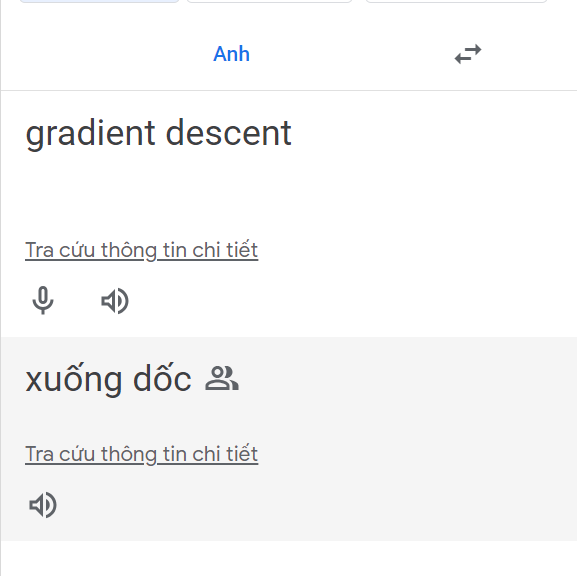 Anh
gradient descent
Tra cứu thông tin chi tiết
xuống dốc
Tra cứu thông tin chi tiết